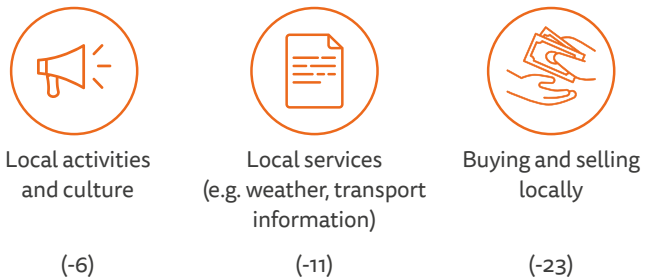 Local activities
and culture
(-6)
Local services
(e.g. weather, transport
information)
(-11)
Buying and selling
locally
(-23)